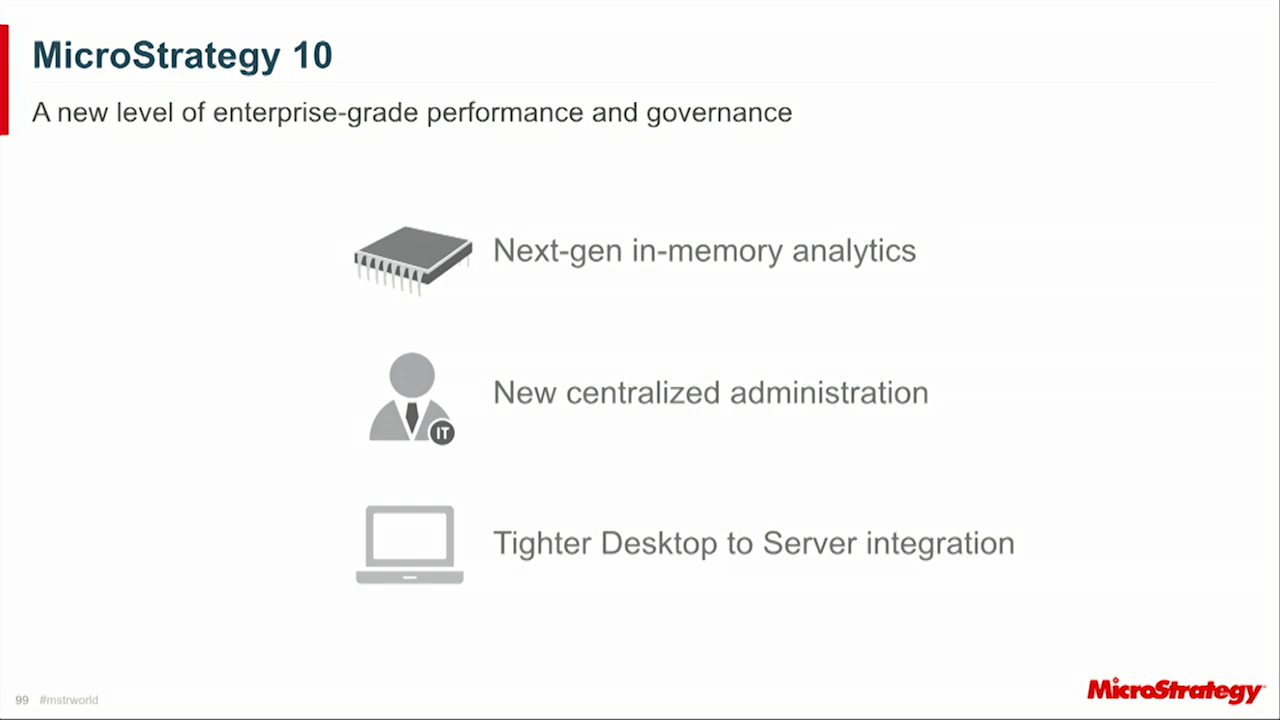 MicroStrategy 10
A new level of enterprise-grade performance and governance
Next-gen in-memory analytics
IT
New centralized administration
Tighter Desktop to Server integration
99 #mstrworld
MicroStrategy